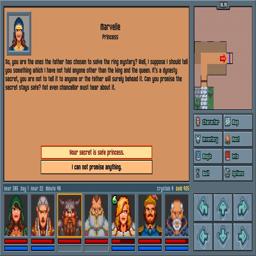 Marvelle
Princess
So, you are the ones the father has chosen to solve the ring mystery? Well, I suppose I should tell
you something which I have not told anyone other than the king and the queen. It's a dynasty
secret, you are not to tell it to anyone or the father will surely behead it. Can you promise the
secret stays safe? Not even chancellor must hear about it.
Your secret is safe princess.
I can not promise anything.
Character
Map
Inventory
Rest
Magic
Info
Options